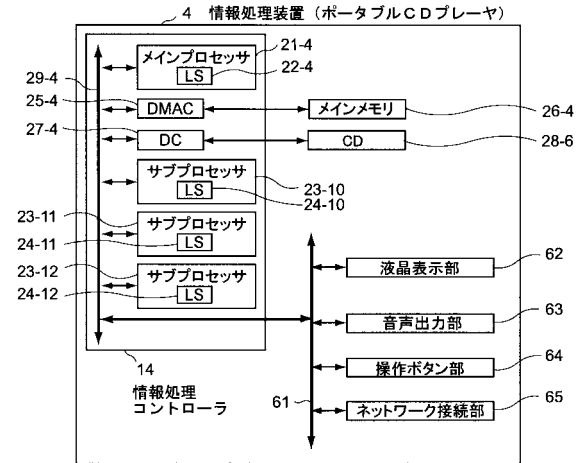 4 情報処理装置（ポータブルＣＤプレーヤ）
メインプロセッサ
LS
21-4
22-4
29-4
25-4
DMAC
メインメモリ
26-4
27-4
DC
CD
28-6
サブプロセッサ
LS
23-10
24-10
23-11
サブプロセッサ
24-11
LS
23-12
サブプロセッサ
24-12
LS
液晶表示部
62
音声出力部
63
14
操作ボタン部
64
情報処理
コントローラ
61
ネットワーク接続部
65